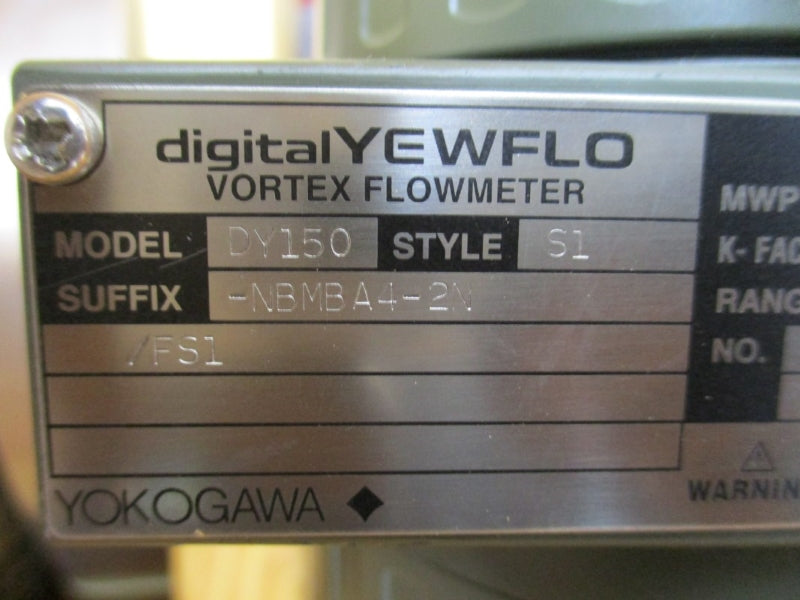 digitalYEWFLO
VORTEX FLOWMETER
MODEL DY150 STYLE S1
SUFFIX -NBMBA4-2N
/FS1
YOKOGAWA ◆
MWP
K-FAC
RANG
NO.
WARNIN